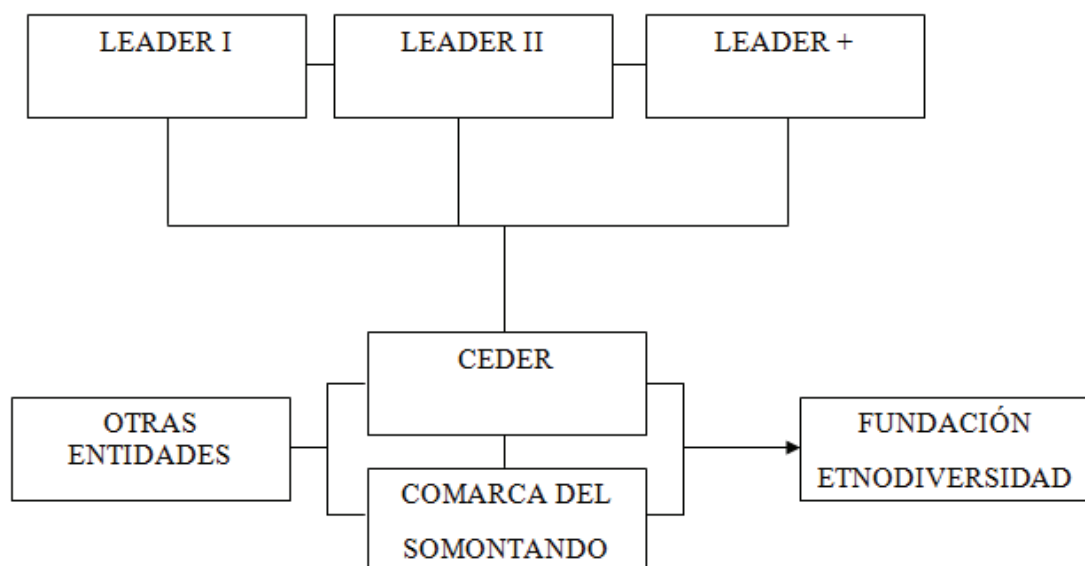 LEADER I
LEADER II
LEADER +
CEDER
OTRAS
ENTIDADES
COMARCA DEL
SOMONTANDO
FUNDACIÓN
ETNODIVERSIDAD